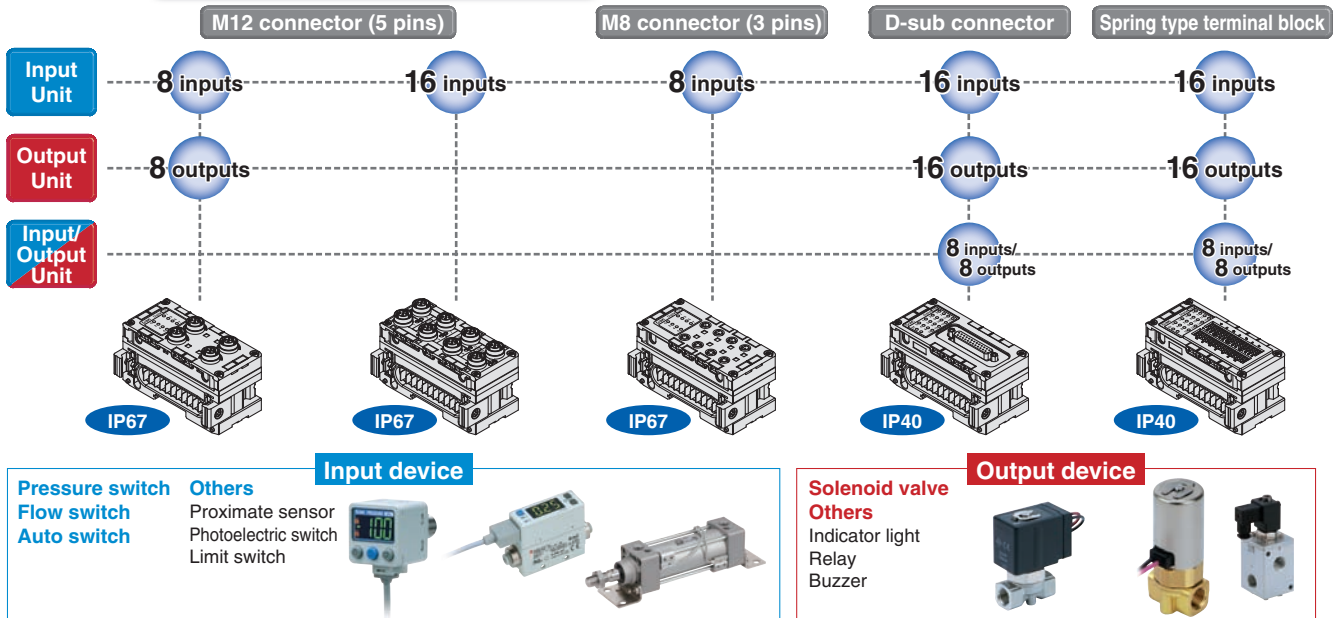 M12 connector (5 pins)
M8 connector (3 pins)
D-sub connector
Spring type terminal block
Input
Unit
8 inputs
16 inputs
8 inputs
16 inputs
16 inputs
Output
Unit
8 outputs
16 outputs
16 outputs
Input/
Output
Unit
8 inputs/
8 outputs
8 inputs/
8 outputs
IP67
IP67
IP67
IP40
IP40
Input device
Pressure switch
Flow switch
Auto switch
Others
Proximate sensor
Photoelectric switch
Limit switch
100
Output device
Solenoid valve
Others
Indicator light
Relay
Buzzer